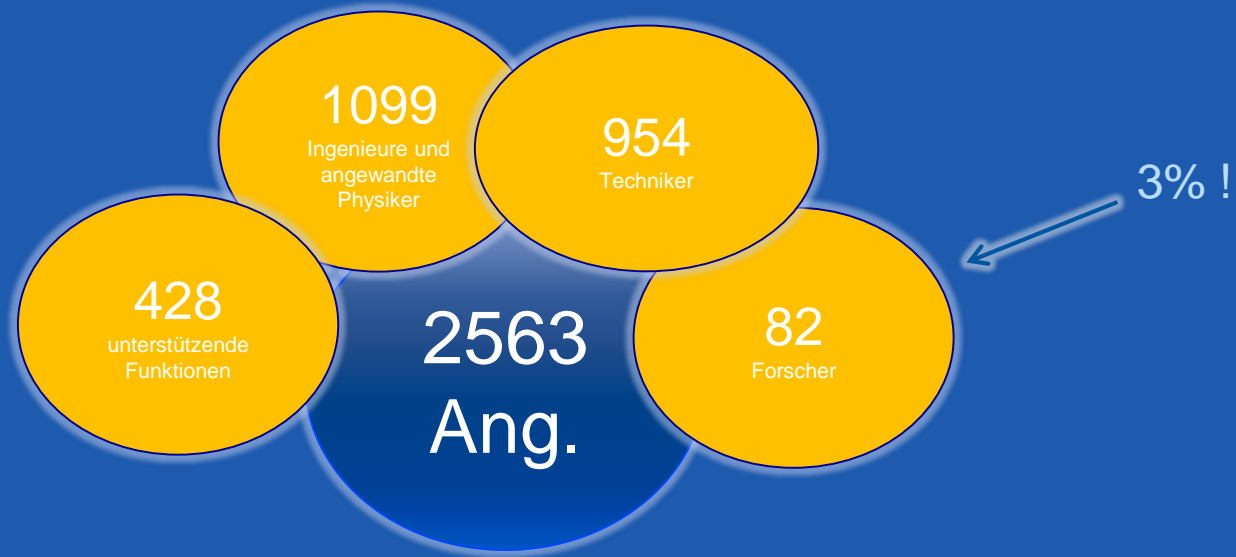 1099
Ingenieure und
angewandte
Physiker
954
Techniker
3% !
428
unterstützende
Funktionen
2563
Ang.
82
Forscher